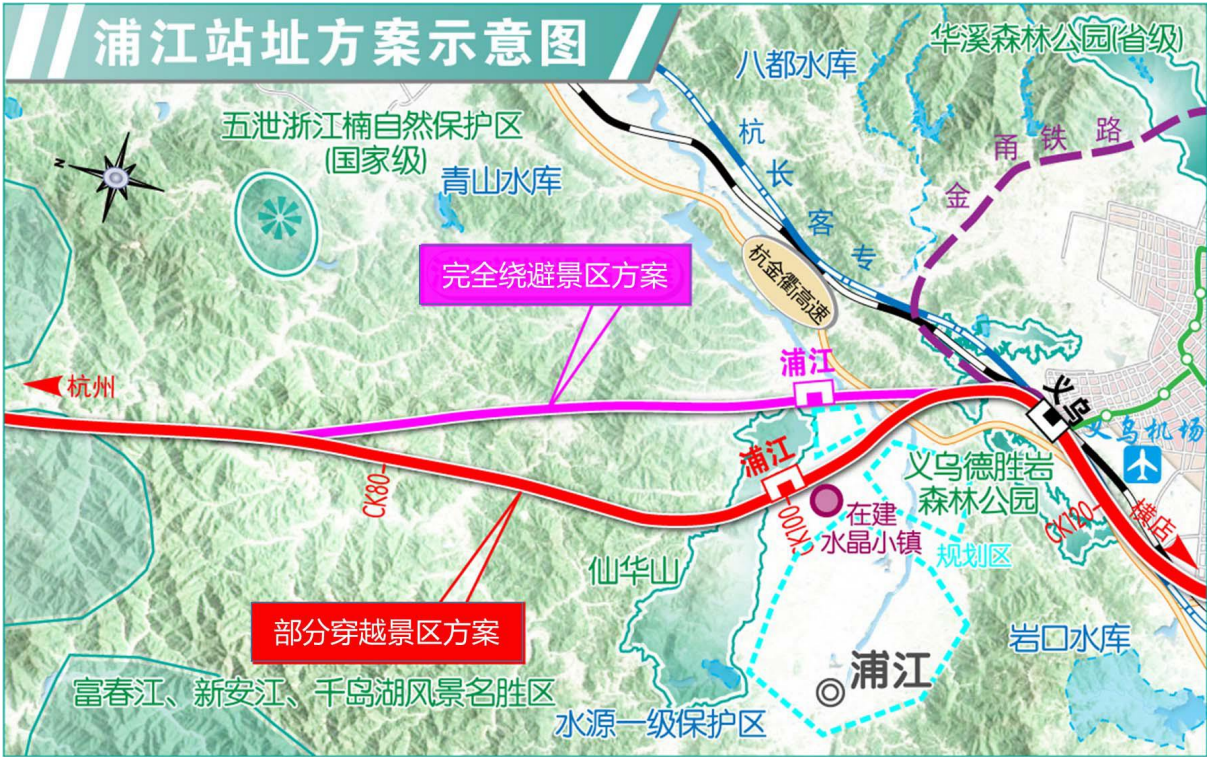 浦江站址方案示意图
华溪森林公园(省级)
八都水库
五泄浙江楠自然保护区
(国家级)
青山水库
杭长客专
金甬铁路
N
完全绕避景区方案
杭金衢高速
浦江
杭州
义乌
义乌机场
浦江
义乌德胜岩
森林公园
CK80
CK100
在建
水晶小镇
CK120
横店
规划区
仙华山
部分穿越景区方案
岩口水库
浦江
富春江、新安江、千岛湖风景名胜区
水源一级保护区